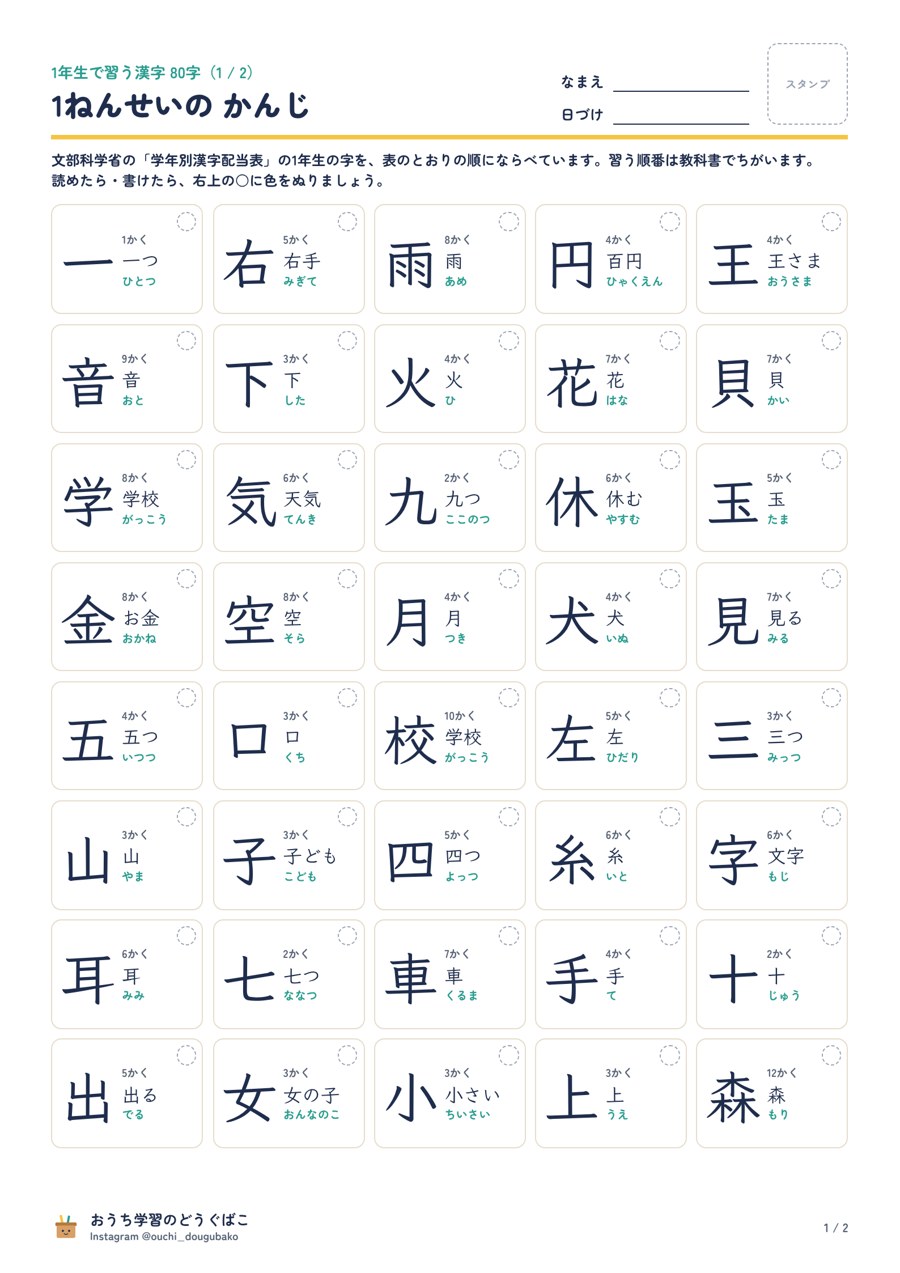 1年生で習う漢字 80字（1 / 2）
1ねんせいの かんじ
なまえ
日づけ
スタンプ
文部科学省の「学年別漢字配当表」の1年生の字を、表のとおりの順にならべています。習う順番は教科書でちがいます。
読めたら・書けたら、右上の○に色をぬりましょう。
一 1かく 一つ ひとつ
右 5かく 右手 みぎて
雨 8かく 雨 あめ
円 4かく 百円 ひゃくえん
王 4かく 王さま おうさま
音 9かく 音 おと
下 3かく 下 した
火 4かく 火 ひ
花 7かく 花 はな
貝 7かく 貝 かい
学 8かく 学校 がっこう
気 6かく 天気 てんき
九 2かく 九つ ここのつ
休 6かく 休む やすむ
玉 5かく 玉 たま
金 8かく お金 おかね
空 8かく 空 そら
月 4かく 月 つき
犬 4かく 犬 いぬ
見 7かく 見る みる
五 4かく 五つ いつつ
口 3かく 口 くち
校 10かく 学校 がっこう
左 5かく 左 ひだり
三 3かく 三つ みっつ
山 3かく 山 やま
子 3かく 子ども こども
四 5かく 四つ よっつ
糸 6かく 糸 いと
字 6かく 文字 もじ
耳 6かく 耳 みみ
七 2かく 七つ ななつ
車 7かく 車 くるま
手 4かく 手 て
十 2かく 十 じゅう
出 5かく 出る でる
女 3かく 女の子 おんなのこ
小 3かく 小さい ちいさい
上 3かく 上 うえ
森 12かく 森 もり
おうち学習のどうぐばこ
Instagram @ouchi_dougubako
1 / 2